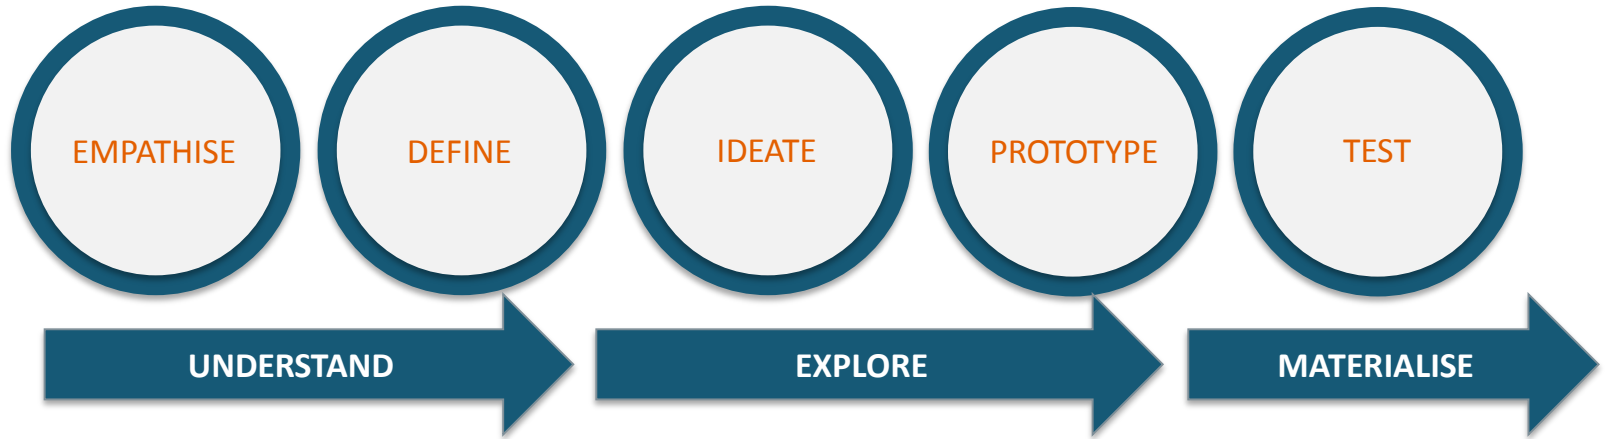 EMPATHISE
DEFINE
IDEATE
PROTOTYPE
TEST
UNDERSTAND
EXPLORE
MATERIALISE